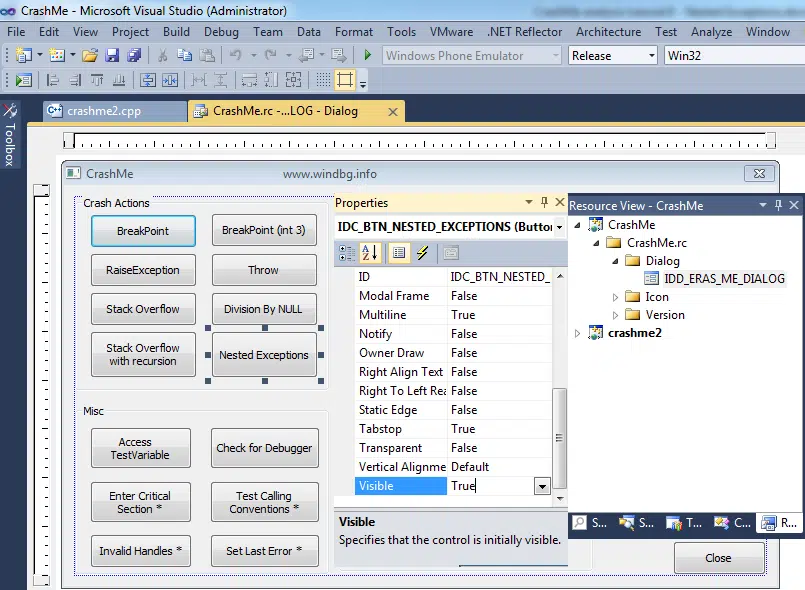 CrashMe - Microsoft Visual Studio (Administrator)
File Edit View Project Build Debug Team Data Format Tools VMware .NET Reflector Architecture Test Analyze Window
Windows Phone Emulator Release Win32
crashme2.cpp CrashMe.rc -...LOG - Dialog
Toolbox
CrashMe www.windbg.info
Crash Actions
BreakPoint BreakPoint (int 3)
RaiseException Throw
Stack Overflow Division By NULL
Stack Overflow
with recursion
Nested Exceptions
Misc
Access
TestVariable
Check for Debugger
Enter Critical
Section *
Test Calling
Conventions *
Invalid Handles * Set Last Error *
Close
Properties
IDC_BTN_NESTED_EXCEPTIONS (Button
ID IDC_BTN_NESTED_
Modal Frame False
Multiline True
Notify False
Owner Draw False
Right Align Text False
Right To Left Rea False
Static Edge False
Tabstop True
Transparent False
Vertical Alignme Default
Visible True
Visible
Specifies that the control is initially visible.
Resource View - CrashMe
CrashMe
CrashMe.rc
Dialog
IDD_ERAS_ME_DIALOG
Icon
Version
crashme2
S... S... T... C... R...